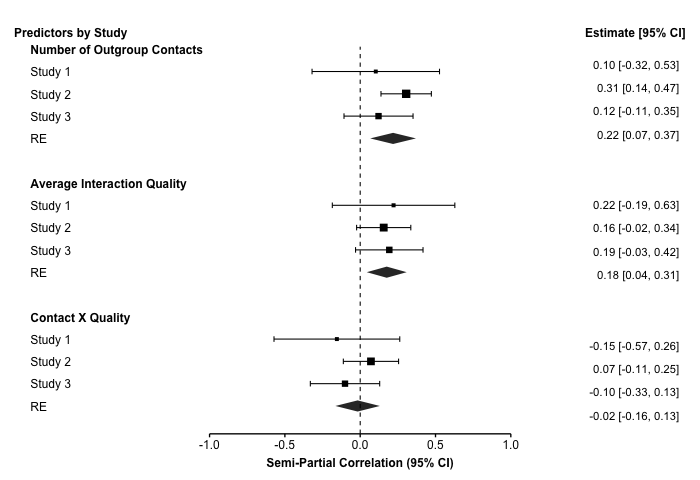 Predictors by Study Estimate [95% CI]
Number of Outgroup Contacts
Study 1 0.10 [-0.32, 0.53]
Study 2 0.31 [0.14, 0.47]
Study 3 0.12 [-0.11, 0.35]
RE 0.22 [0.07, 0.37]
Average Interaction Quality
Study 1 0.22 [-0.19, 0.63]
Study 2 0.16 [-0.02, 0.34]
Study 3 0.19 [-0.03, 0.42]
RE 0.18 [0.04, 0.31]
Contact X Quality
Study 1 -0.15 [-0.57, 0.26]
Study 2 0.07 [-0.11, 0.25]
Study 3 -0.10 [-0.33, 0.13]
RE -0.02 [-0.16, 0.13]
-1.0 -0.5 0.0 0.5 1.0
Semi-Partial Correlation (95% CI)